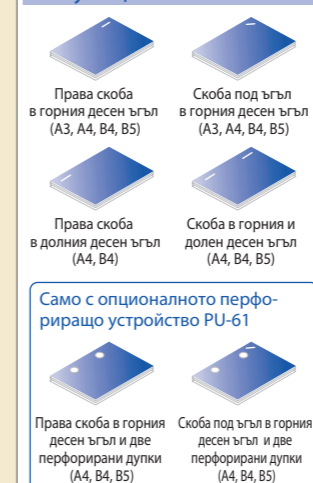 Права скоба
в горния десен ъгъл
(A3, A4, B4, B5)
Скоба под ъгъл
в горния десен ъгъл
(A3, A4, B4, B5)
Права скоба
в долния десен ъгъл
(A4, B4)
Скоба в горния и
долен десен ъгъл
(A4, B4, B5)
Само с опционалното перфо-
риращо устройство PU-61
Права скоба в горния
десен ъгъл и две
перфорирани дупки
(A4, B4, B5)
Скоба под ъгъл в горния
десен ъгъл и две
перфорирани дупки
(A4, B4, B5)